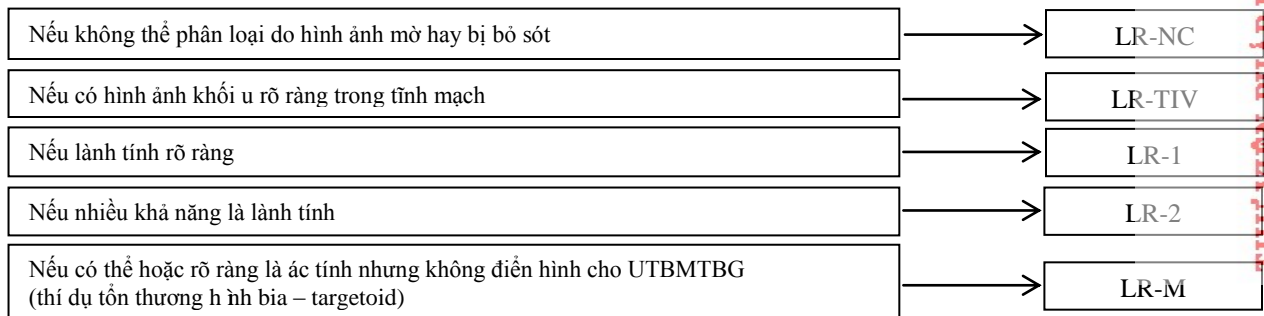 Nếu không thể phân loại do hình ảnh mờ hay bị bỏ sót
LR-NC
Nếu có hình ảnh khối u rõ ràng trong tĩnh mạch
LR-TIV
Nếu lành tính rõ ràng
LR-1
Nếu nhiều khả năng là lành tính
LR-2
Nếu có thể hoặc rõ ràng là ác tính nhưng không điển hình cho UTBMTBG
(thí dụ tổn thương hình bia – targetoid)
LR-M